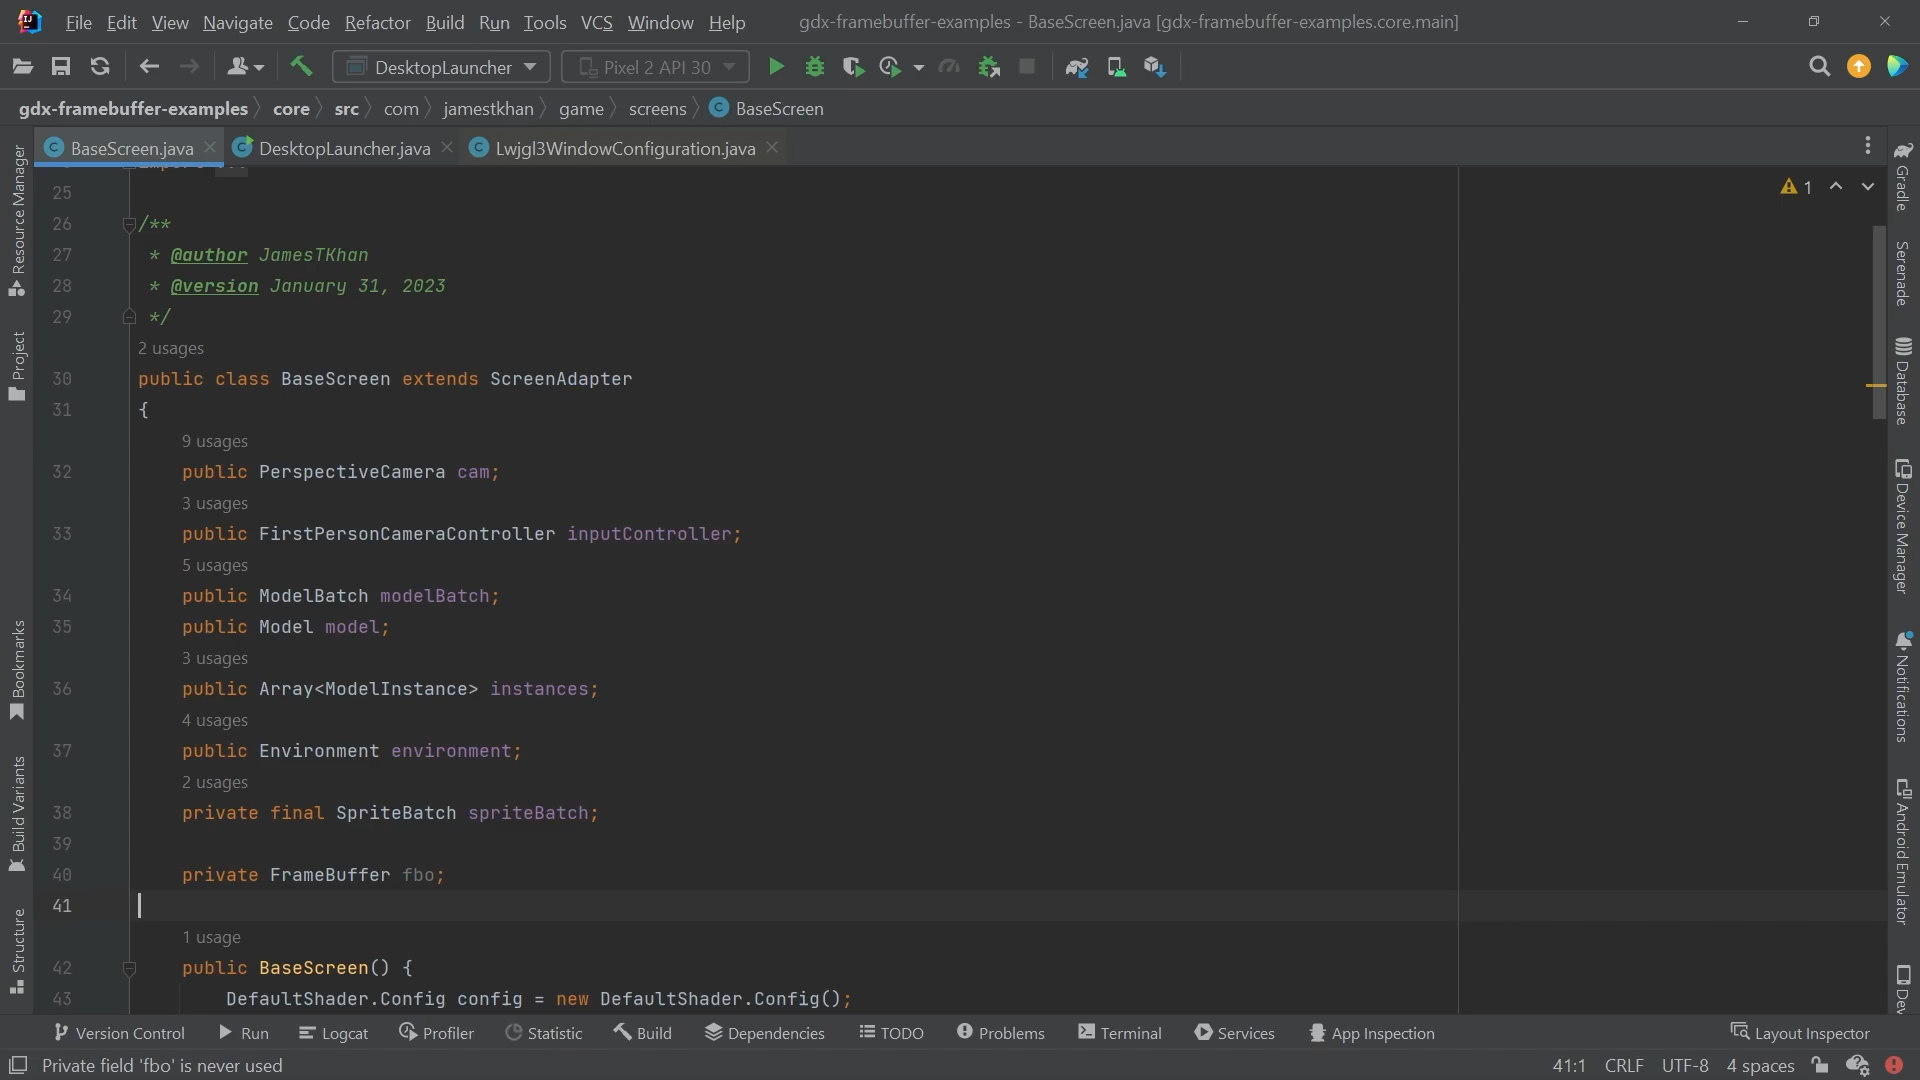 File Edit View Navigate Code Refactor Build Run Tools VCS Window Help gdx-framebuffer-examples - BaseScreen.java [gdx-framebuffer-examples.core.main]
DesktopLauncher Pixel 2 API 30
gdx-framebuffer-examples core src com jamestkhan game screens BaseScreen
BaseScreen.java DesktopLauncher.java Lwjgl3WindowConfiguration.java
1
25
26 /**
27 * @author JamesTKhan
28 * @version January 31, 2023
29 */
2 usages
30 public class BaseScreen extends ScreenAdapter
31 {
9 usages
32 public PerspectiveCamera cam;
3 usages
33 public FirstPersonCameraController inputController;
5 usages
34 public ModelBatch modelBatch;
35 public Model model;
3 usages
36 public Array<ModelInstance> instances;
4 usages
37 public Environment environment;
2 usages
38 private final SpriteBatch spriteBatch;
39
40 private FrameBuffer fbo;
41
1 usage
42 public BaseScreen() {
43 DefaultShader.Config config = new DefaultShader.Config();
Resource Manager
Project
Bookmarks
Build Variants
Structure
Gradle
Serenade
Database
Device Manager
Notifications
Android Emulator
Version Control Run Logcat Profiler Statistic Build Dependencies TODO Problems Terminal Services App Inspection Layout Inspector
Private field 'fbo' is never used 41:1 CRLF UTF-8 4 spaces